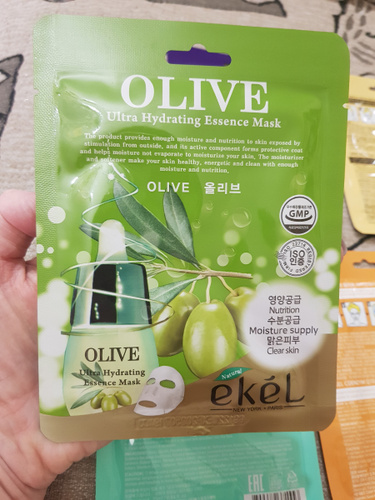 OLIVE
Ultra Hydrating Essence Mask
The product provides enough moisture and nutrition to skin exposed by
stimulation from outside, and its active component forms protective coat
and helps moisture not evaporate to moisturize your skin. The moisturizer
and softener make your skin healthy, energetic and clean with enough
moisture and nutrition.
OLIVE 올리브
GMP
ISO
인증
영양공급
Nutrition
수분공급
Moisture supply
맑은피부
Clear skin
OLIVE
Ultra Hydrating
Essence Mask
Natural
ekeL
NEW YORK • PARIS
EAC